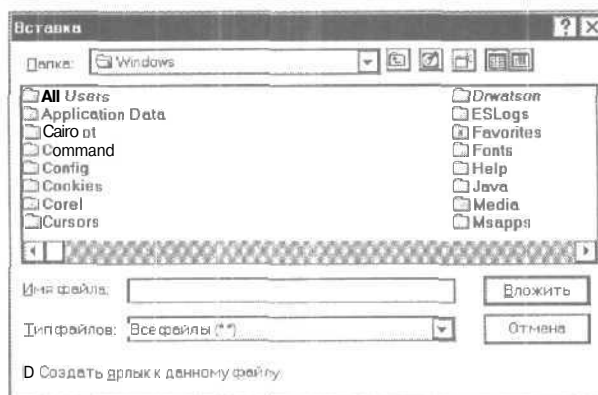 Вставка
Папка: Windows
All Users
Application Data
Cairo pt
Command
Config
Cookies
Corel
Cursors
Drwatson
ESLogs
Favorites
Fonts
Help
Java
Media
Msapps
Имя файла:
Вложить
Тип файлов: Все файлы (*.*)
Отмена
D Создать ярлык к данному файлу